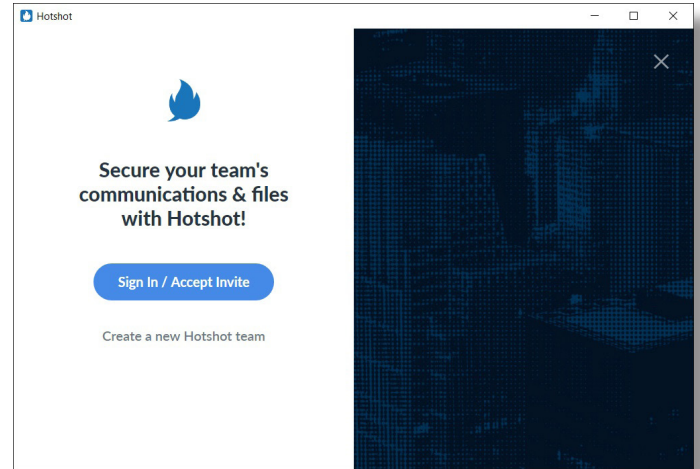 Hotshot
Secure your team's
communications & files
with Hotshot!
Sign In / Accept Invite
Create a new Hotshot team